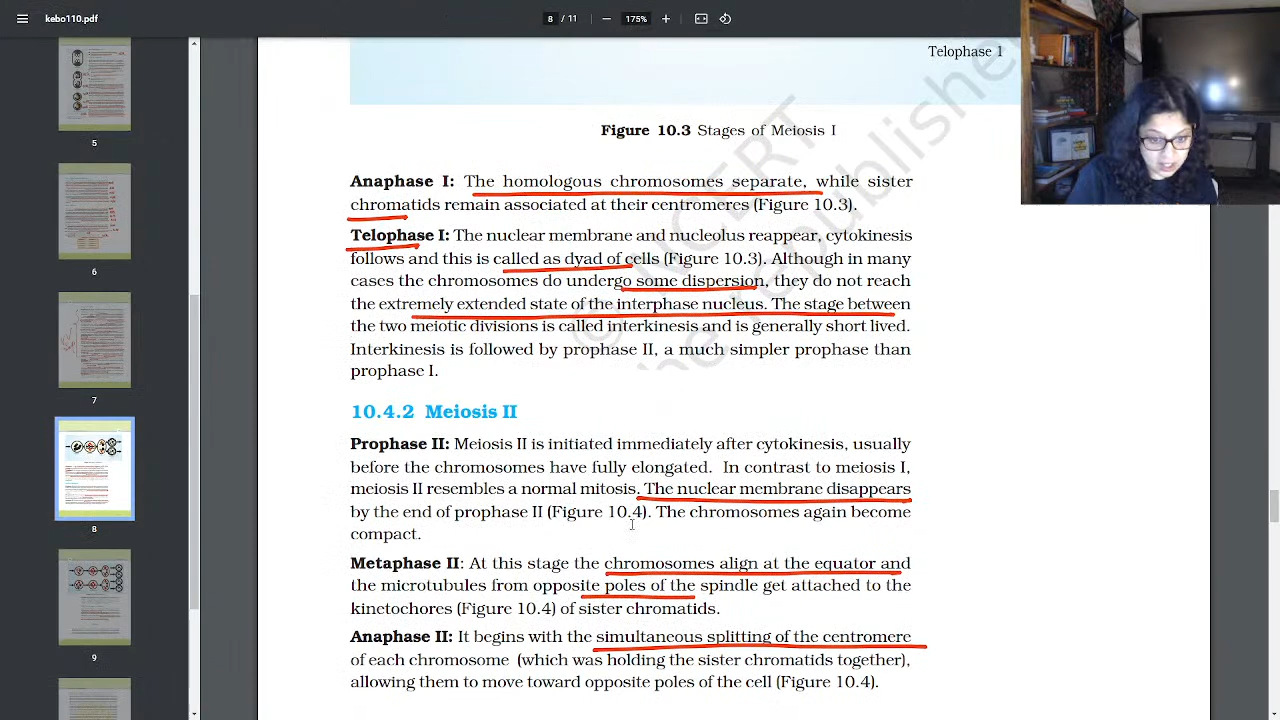 kebo110.pdf
8 / 11
175%
5
6
7
8
9
Telophase 1
Figure 10.3 Stages of Meiosis I
Anaphase I: The homologous chromosomes separate, while sister
chromatids remain associated at their centromeres (Figure 10.3).
Telophase I: The nuclear membrane and nucleolus reappear, cytokinesis
follows and this is called as dyad of cells (Figure 10.3). Although in many
cases the chromosomes do undergo some dispersion, they do not reach
the extremely extended state of the interphase nucleus. The stage between
the two meiotic divisions is called interkinesis and is generally short lived.
Interkinesis is followed by prophase II, a much simpler prophase than
prophase I.
10.4.2 Meiosis II
Prophase II: Meiosis II is initiated immediately after cytokinesis, usually
before the chromosomes have fully elongated. In contrast to meiosis I,
meiosis II resembles a normal mitosis. The nuclear membrane disappears
by the end of prophase II (Figure 10.4). The chromosomes again become
compact.
Metaphase II: At this stage the chromosomes align at the equator and
the microtubules from opposite poles of the spindle get attached to the
kinetochores (Figure 10.4) of sister chromatids.
Anaphase II: It begins with the simultaneous splitting of the centromere
of each chromosome (which was holding the sister chromatids together),
allowing them to move toward opposite poles of the cell (Figure 10.4).